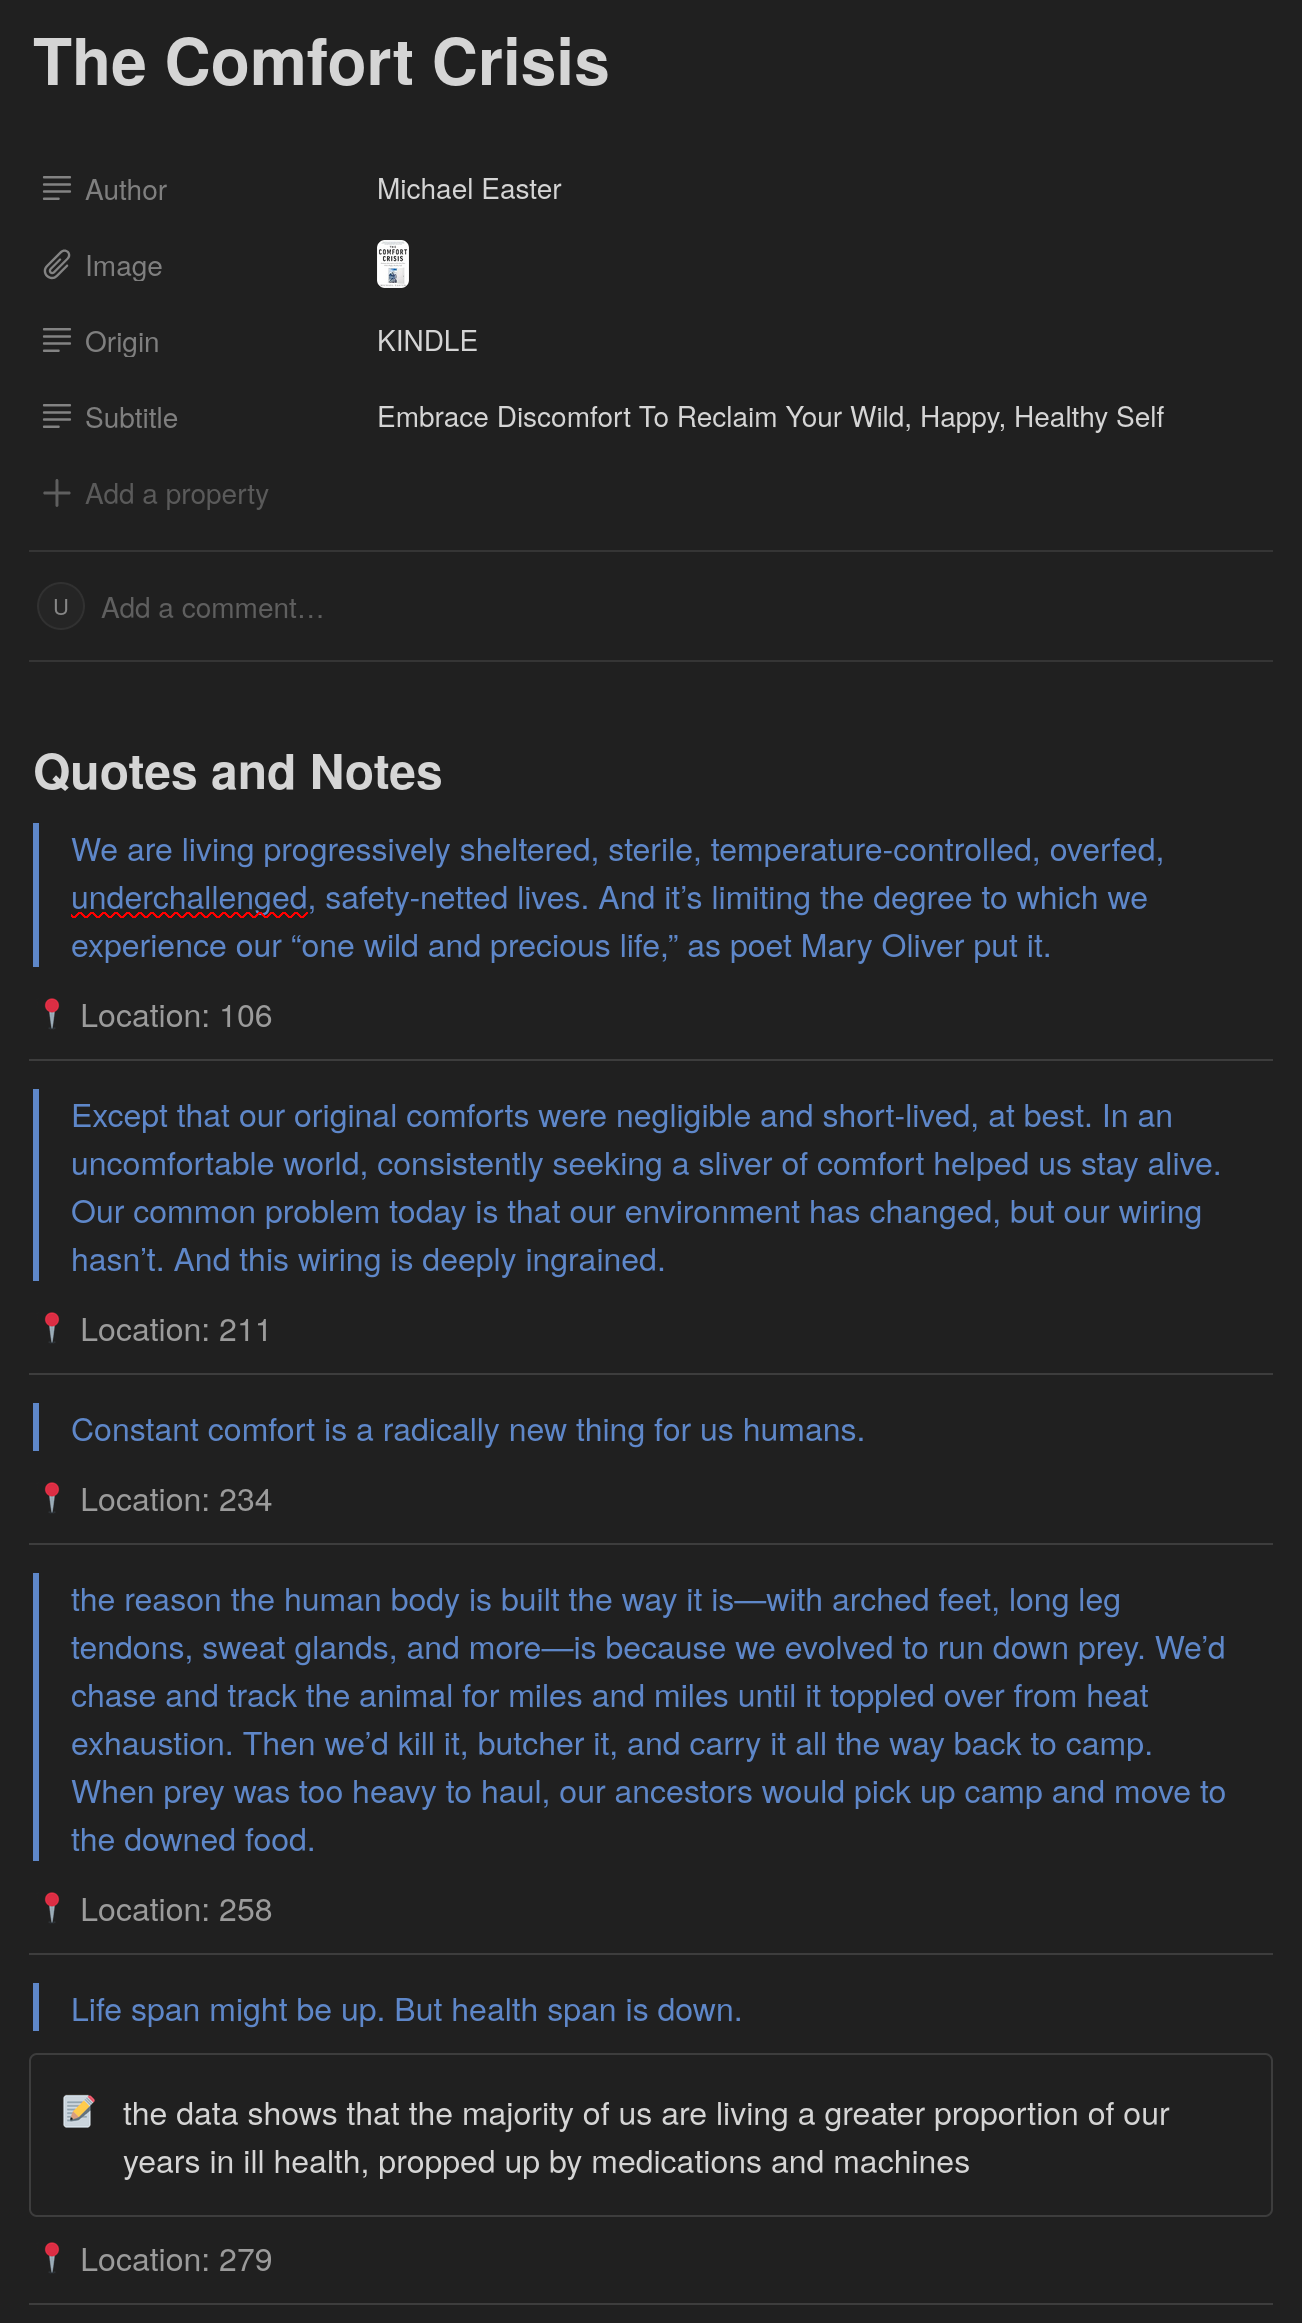 The Comfort Crisis
Author
Michael Easter
Image
THE
COMFORT
CRISIS
Origin
KINDLE
Subtitle
Embrace Discomfort To Reclaim Your Wild, Happy, Healthy Self
Add a property
U
Add a comment…
Quotes and Notes
We are living progressively sheltered, sterile, temperature-controlled, overfed,
underchallenged, safety-netted lives. And it’s limiting the degree to which we
experience our “one wild and precious life,” as poet Mary Oliver put it.
Location: 106
Except that our original comforts were negligible and short-lived, at best. In an
uncomfortable world, consistently seeking a sliver of comfort helped us stay alive.
Our common problem today is that our environment has changed, but our wiring
hasn’t. And this wiring is deeply ingrained.
Location: 211
Constant comfort is a radically new thing for us humans.
Location: 234
the reason the human body is built the way it is—with arched feet, long leg
tendons, sweat glands, and more—is because we evolved to run down prey. We’d
chase and track the animal for miles and miles until it toppled over from heat
exhaustion. Then we’d kill it, butcher it, and carry it all the way back to camp.
When prey was too heavy to haul, our ancestors would pick up camp and move to
the downed food.
Location: 258
Life span might be up. But health span is down.
the data shows that the majority of us are living a greater proportion of our
years in ill health, propped up by medications and machines
Location: 279